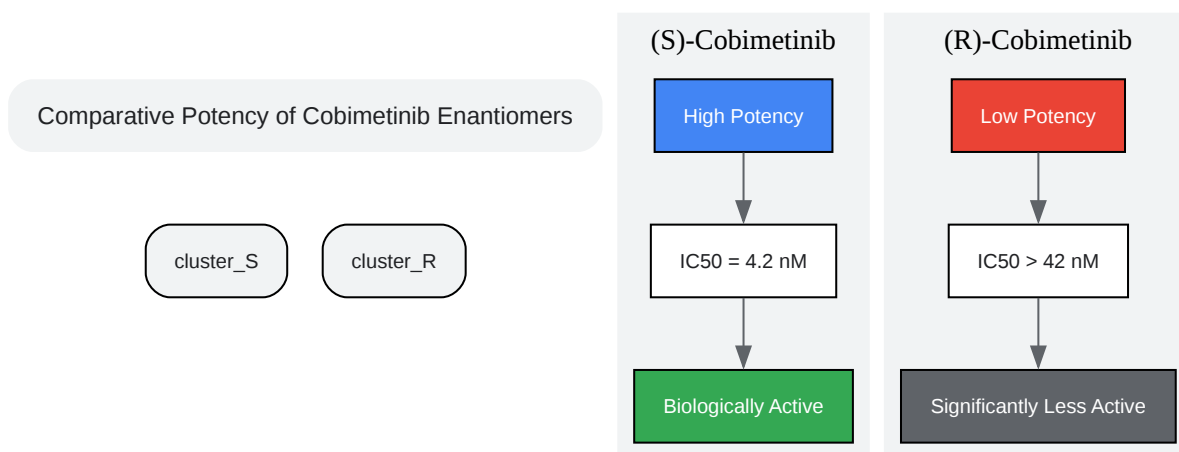 Comparative Potency of Cobimetinib Enantiomers
cluster_S
cluster_R
(S)-Cobimetinib
High Potency
IC50 = 4.2 nM
Biologically Active
(R)-Cobimetinib
Low Potency
IC50 > 42 nM
Significantly Less Active